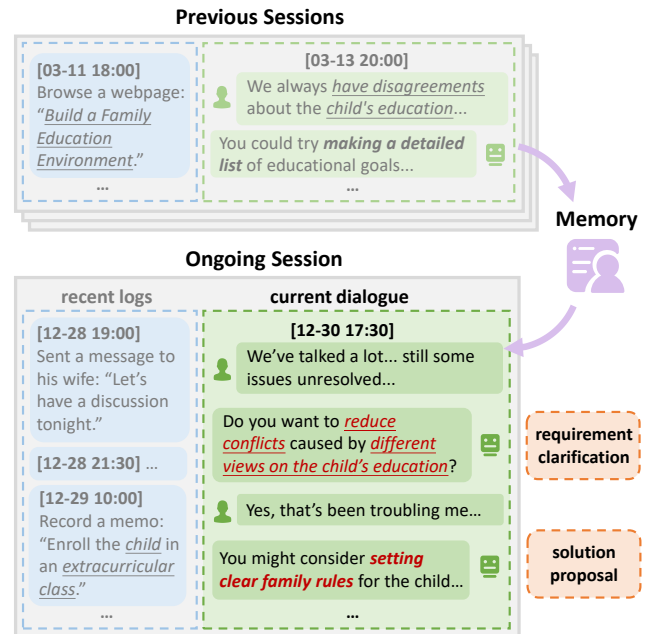 Previous Sessions
[03-11 18:00]
Browse a webpage:
“Build a Family
Education
Environment.”
...
[03-13 20:00]
We always have disagreements
about the child's education...
You could try making a detailed
list of educational goals...
...
Memory
Ongoing Session
recent logs
[12-28 19:00]
Sent a message to
his wife: “Let’s
have a discussion
tonight.”
[12-28 21:30] ...
[12-29 10:00]
Record a memo:
“Enroll the child in
an extracurricular
class.”
...
current dialogue
[12-30 17:30]
We’ve talked a lot... still some
issues unresolved...
Do you want to reduce
conflicts caused by different
views on the child’s education?
Yes, that’s been troubling me...
You might consider setting
clear family rules for the child...
...
requirement
clarification
solution
proposal